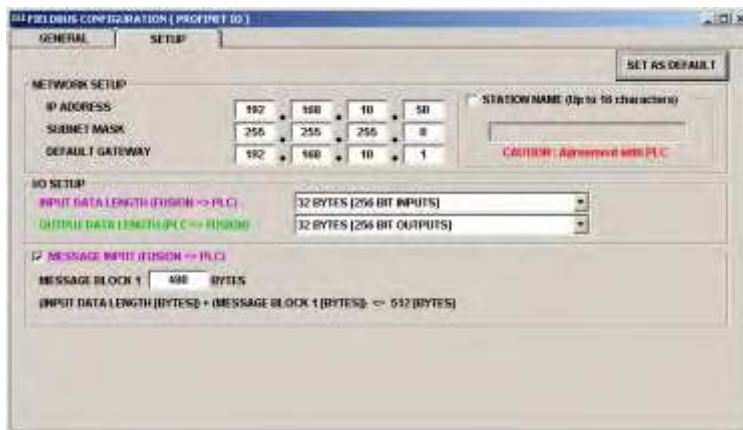 FIELDBUS CONFIGURATION ( PROFINET IO )
GENERAL SETUP
SET AS DEFAULT
NETWORK SETUP
IP ADDRESS 192 . 168 . 10 . 50
SUBNET MASK 255 . 255 . 255 . 0
DEFAULT GATEWAY 192 . 168 . 10 . 1
STATION NAME (Up to 16 characters)
CAUTION : Agreement with PLC
I/O SETUP
INPUT DATA LENGTH (FUSION => PLC) 32 BYTES (256 BIT INPUTS)
OUTPUT DATA LENGTH (PLC => FUSION) 32 BYTES (256 BIT OUTPUTS)
MESSAGE INPUT (FUSION => PLC)
MESSAGE BLOCK 1 480 BYTES
(INPUT DATA LENGTH [BYTES]) + (MESSAGE BLOCK 1 [BYTES]) <= 512 [BYTES]